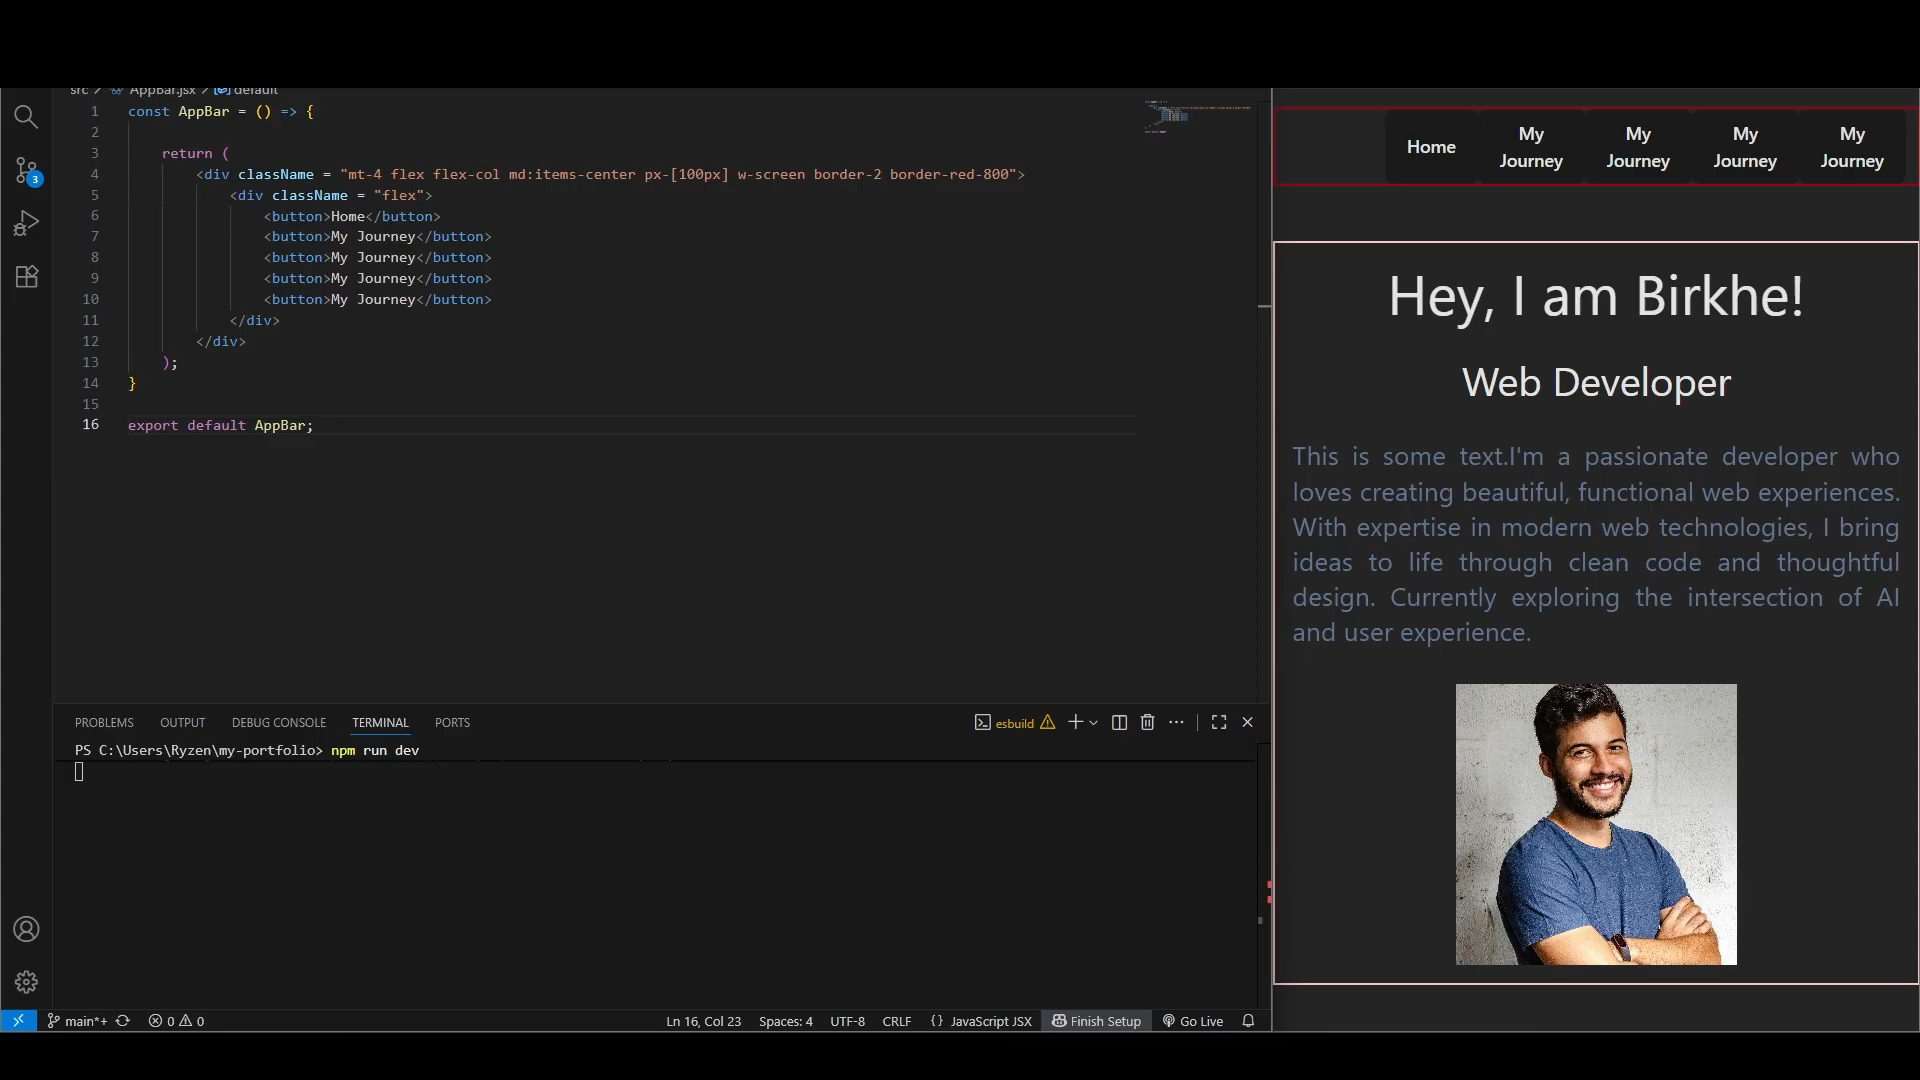 src > AppBar.jsx > default
1 const AppBar = () => {
2
3 return (
4 <div className = "mt-4 flex flex-col md:items-center px-[100px] w-screen border-2 border-red-800">
5 <div className = "flex">
6 <button>Home</button>
7 <button>My Journey</button>
8 <button>My Journey</button>
9 <button>My Journey</button>
10 <button>My Journey</button>
11 </div>
12 </div>
13 );
14 }
15
16 export default AppBar;
3
PROBLEMS OUTPUT DEBUG CONSOLE TERMINAL PORTS
esbuild
PS C:\Users\Ryzen\my-portfolio> npm run dev
main*+ 0 0
Ln 16, Col 23 Spaces: 4 UTF-8 CRLF {} JavaScript JSX Finish Setup Go Live
Home
My
Journey
My
Journey
My
Journey
My
Journey
Hey, I am Birkhe!
Web Developer
This is some text.I'm a passionate developer who
loves creating beautiful, functional web experiences.
With expertise in modern web technologies, I bring
ideas to life through clean code and thoughtful
design. Currently exploring the intersection of AI
and user experience.